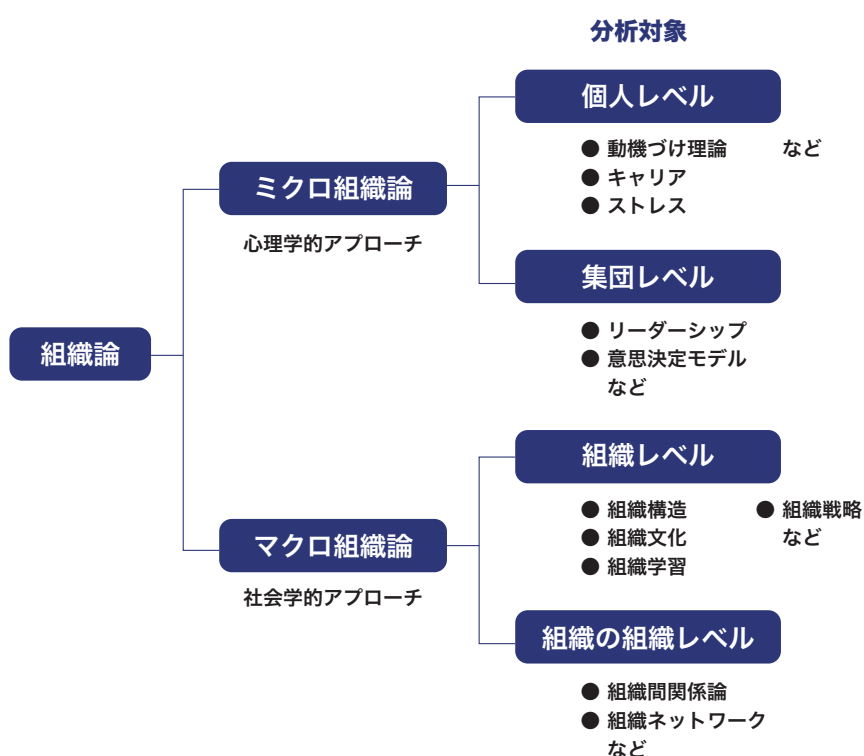 分析対象
個人レベル
● 動機づけ理論 など
● キャリア
● ストレス
ミクロ組織論
心理学的アプローチ
集団レベル
● リーダーシップ
● 意思決定モデル
など
組織論
組織レベル
● 組織構造 ● 組織戦略
● 組織文化 など
● 組織学習
マクロ組織論
社会学的アプローチ
組織の組織レベル
● 組織間関係論
● 組織ネットワーク
など